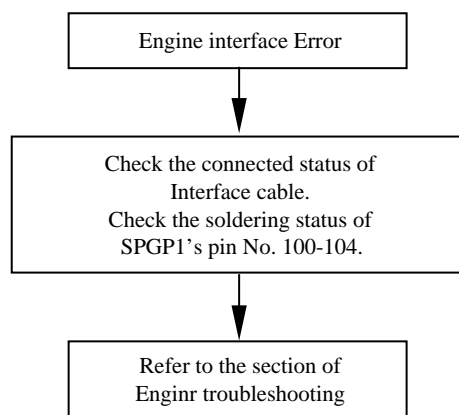 Engine interface Error
Check the connected status of
Interface cable.
Check the soldering status of
SPGP1’s pin No. 100-104.
Refer to the section of
Enginr troubleshooting